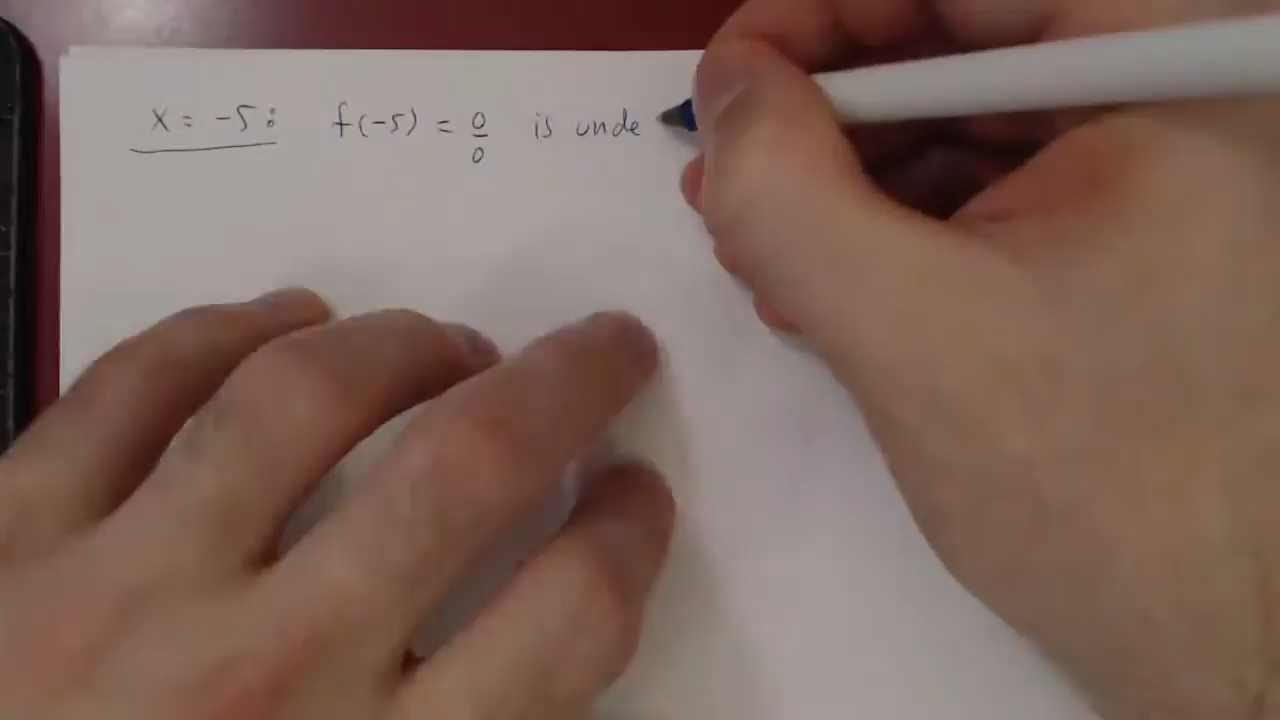 x = -5: f(-5) = 0/0 is unde